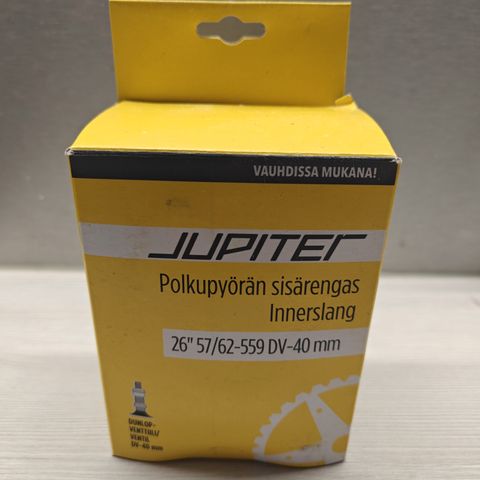 VAUHDISSA MUKANA!
JUPITER
Polkupyörän sisärengas
Innerslang
26" 57/62-559 DV-40 mm
DUNLOP-
VENTTIILI/
VENTIL
DV-40 mm